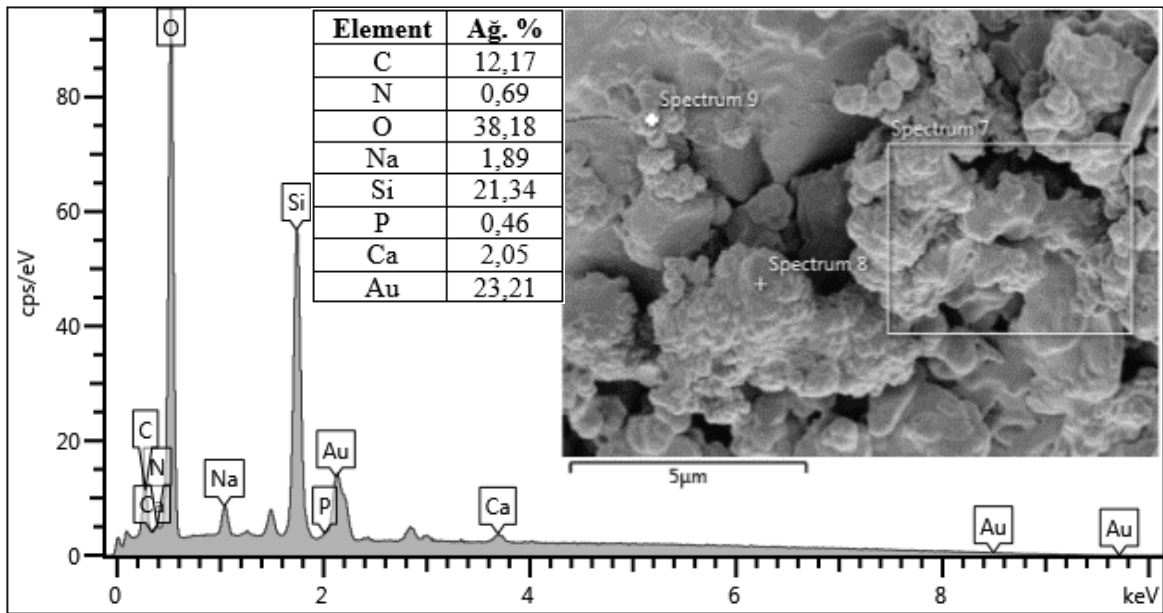 Element Ağ. %
C 12,17
N 0,69
O 38,18
Na 1,89
Si 21,34
P 0,46
Ca 2,05
Au 23,21
Spectrum 9
Spectrum 7
Spectrum 8
5µm
cps/eV
80
60
40
20
0
O
Si
C
N
Ca
Na
P
Au
Ca
Au
Au
0 2 4 6 8 keV